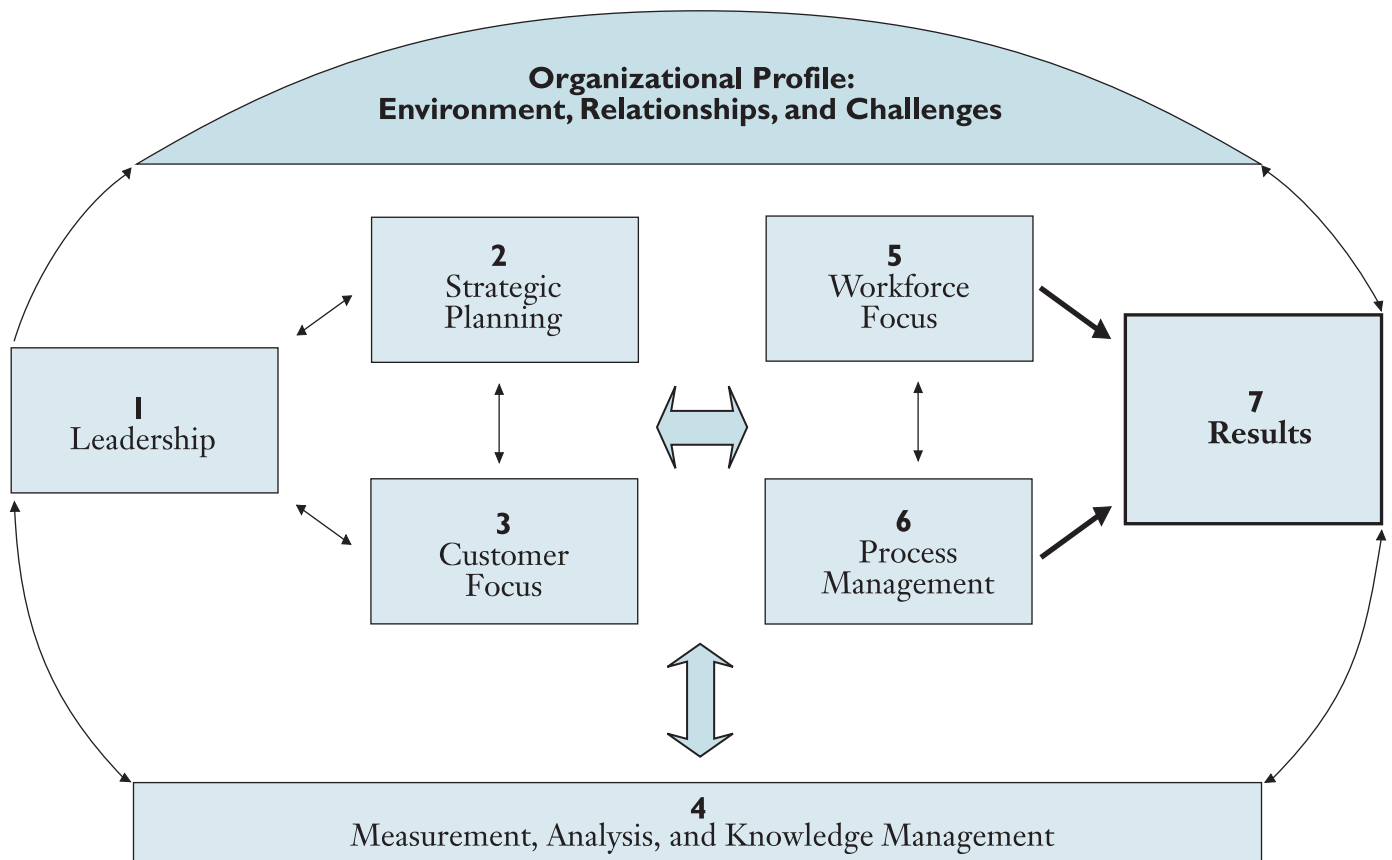 Organizational Profile:
Environment, Relationships, and Challenges
2
Strategic
Planning
5
Workforce
Focus
1
Leadership
7
Results
3
Customer
Focus
6
Process
Management
4
Measurement, Analysis, and Knowledge Management